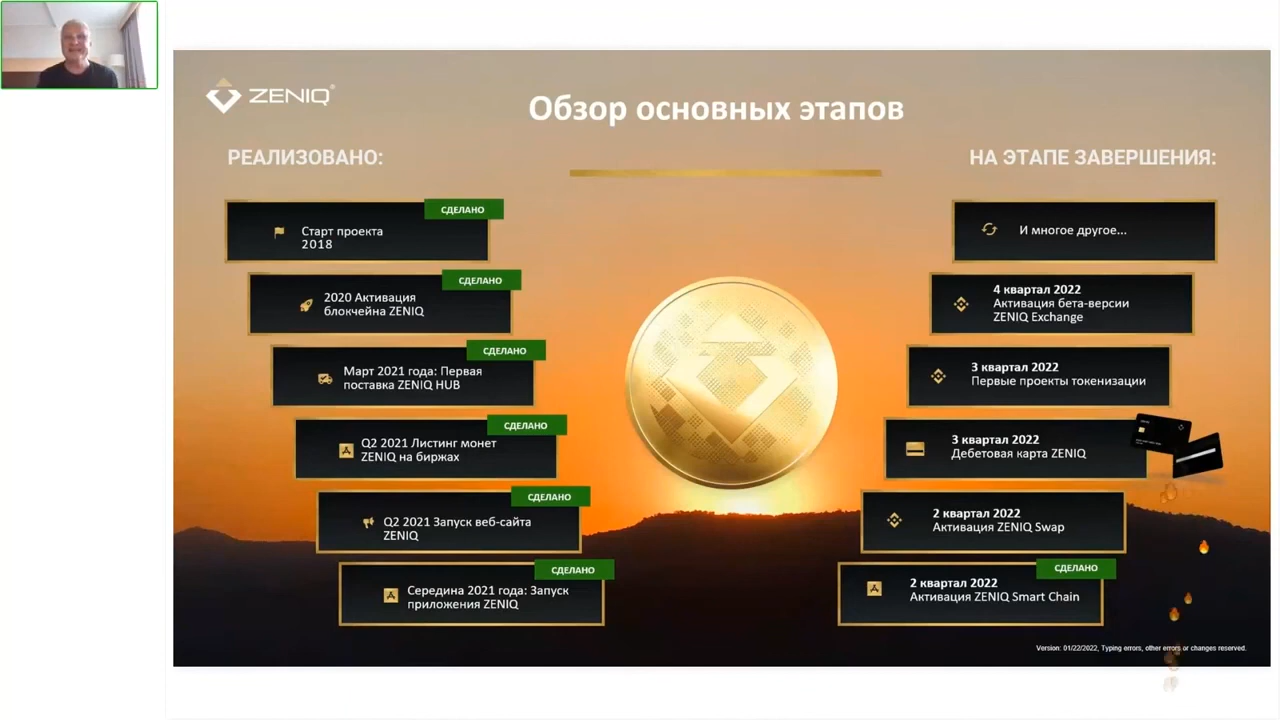 ZENIQ®
Обзор основных этапов
РЕАЛИЗОВАНО:
СДЕЛАНО
Старт проекта
2018
СДЕЛАНО
2020 Активация
блокчейна ZENIQ
СДЕЛАНО
Март 2021 года: Первая
поставка ZENIQ HUB
СДЕЛАНО
Q2 2021 Листинг монет
ZENIQ на биржах
СДЕЛАНО
Q2 2021 Запуск веб-сайта
ZENIQ
СДЕЛАНО
Середина 2021 года: Запуск
приложения ZENIQ
НА ЭТАПЕ ЗАВЕРШЕНИЯ:
И многое другое...
4 квартал 2022
Активация бета-версии
ZENIQ Exchange
3 квартал 2022
Первые проекты токенизации
3 квартал 2022
Дебетовая карта ZENIQ
2 квартал 2022
Активация ZENIQ Swap
СДЕЛАНО
2 квартал 2022
Активация ZENIQ Smart Chain
Version: 01/22/2022, Typing errors, other errors or changes reserved.